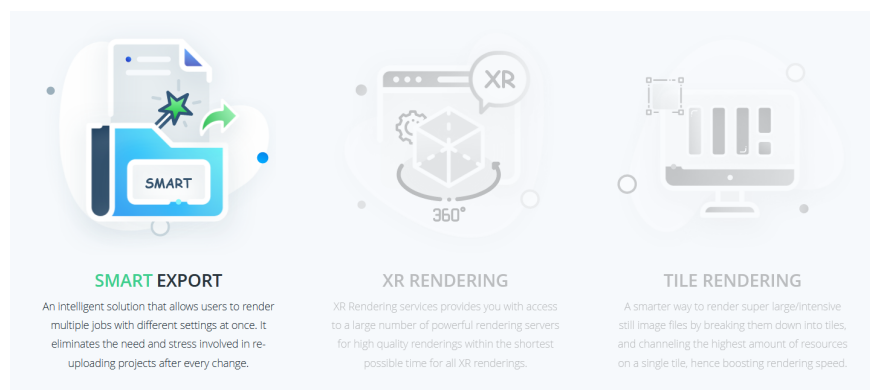 XR
SMART
360°
SMART EXPORT
An intelligent solution that allows users to render
multiple jobs with different settings at once. It
eliminates the need and stress involved in re-
uploading projects after every change.
XR RENDERING
XR Rendering services provides you with access
to a large number of powerful rendering servers
for high quality renderings within the shortest
possible time for all XR renderings.
TILE RENDERING
A smarter way to render super large/intensive
still image files by breaking them down into tiles,
and channeling the highest amount of resources
on a single tile, hence boosting rendering speed.